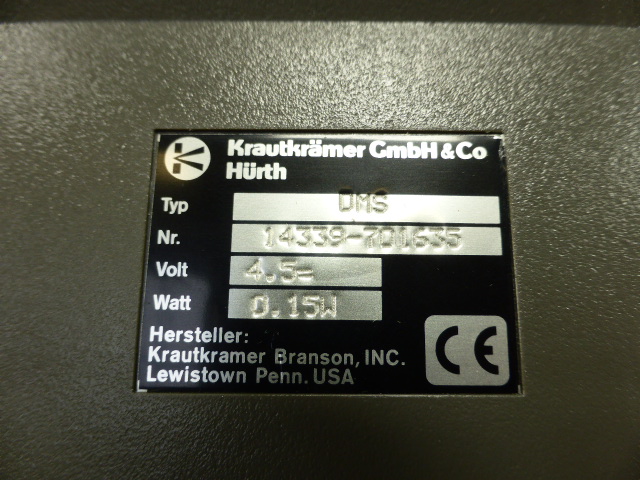 Krautkrämer GmbH & Co
Hürth
Typ DMS
Nr. 14339-701635
Volt 4.5=
Watt 0.15W
Hersteller:
Krautkramer Branson, INC.
Lewistown Penn. USA
CE